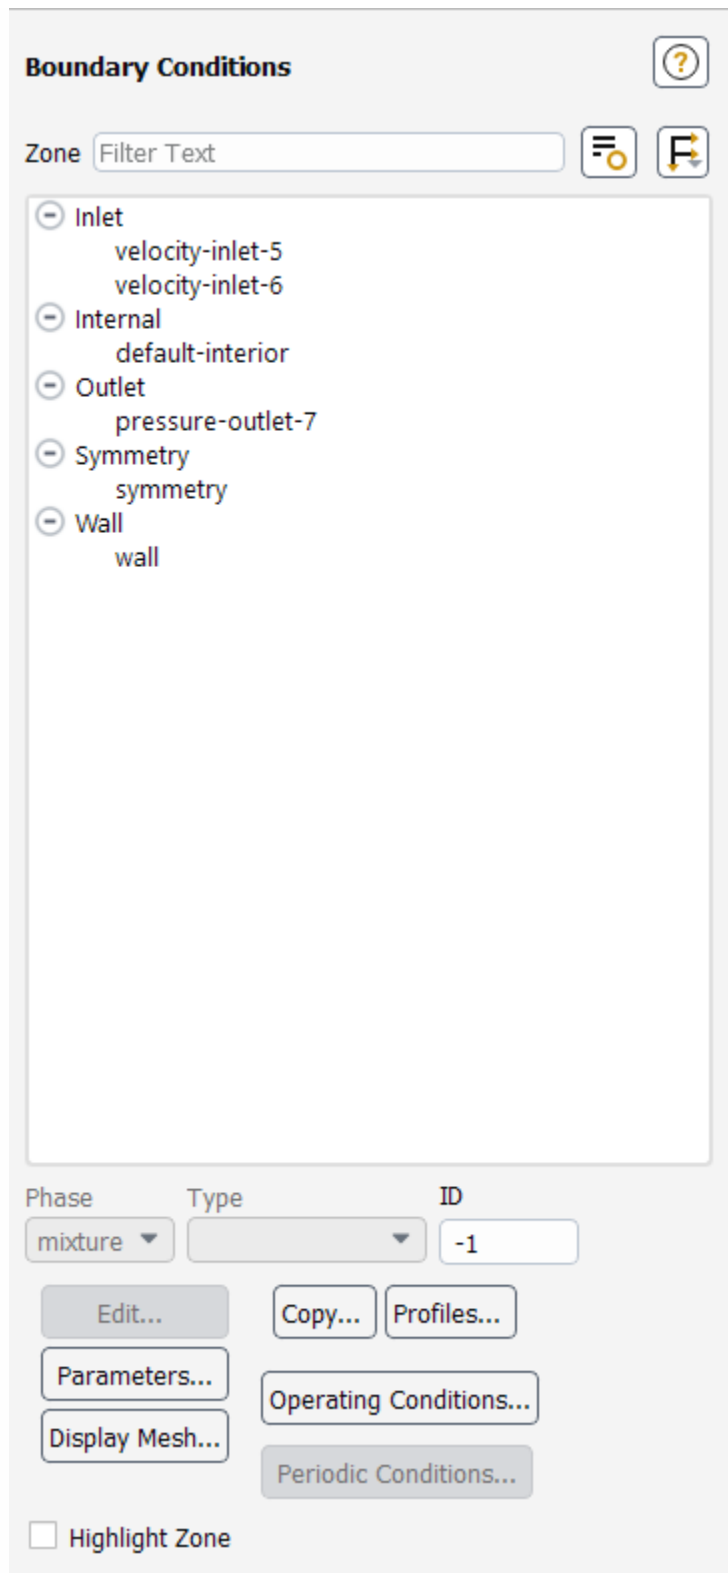 Boundary Conditions
?
Zone Filter Text
Inlet
velocity-inlet-5
velocity-inlet-6
Internal
default-interior
Outlet
pressure-outlet-7
Symmetry
symmetry
Wall
wall
Phase Type ID
mixture -1
Edit... Copy... Profiles...
Parameters...
Operating Conditions...
Display Mesh...
Periodic Conditions...
Highlight Zone